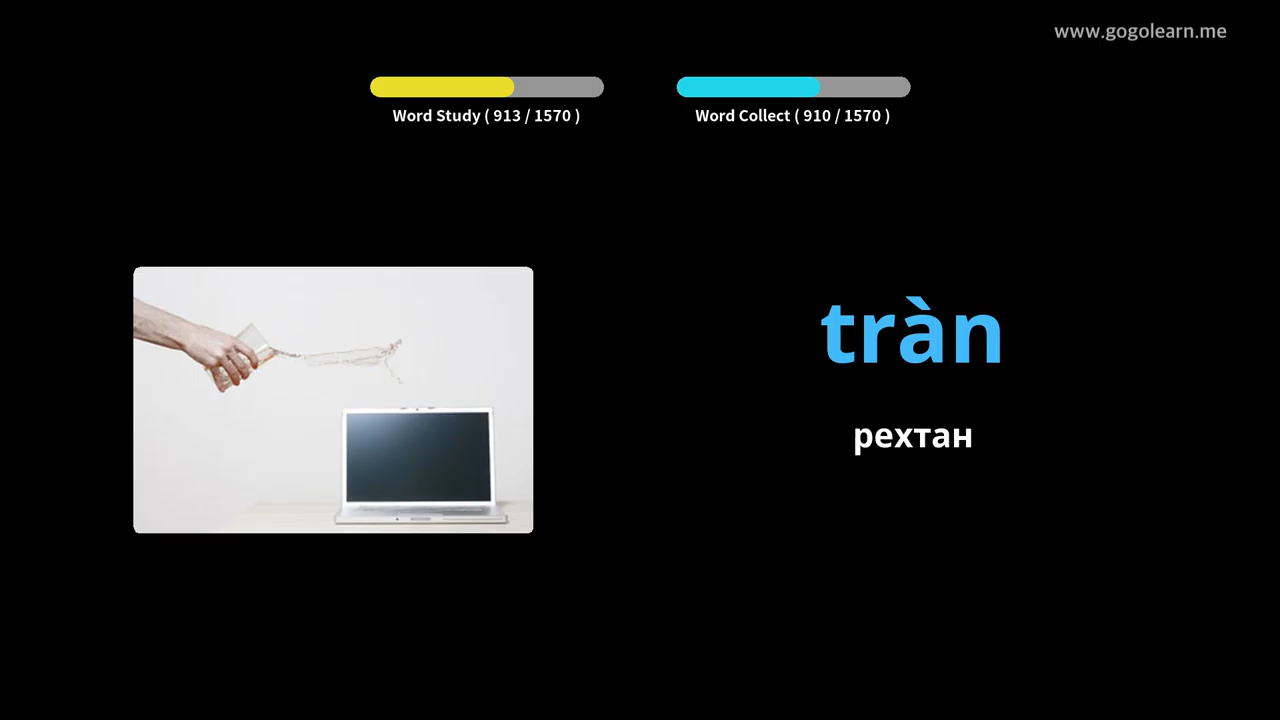 www.gogolearn.me
Word Study ( 913 / 1570 )
Word Collect ( 910 / 1570 )
tràn
рехтан